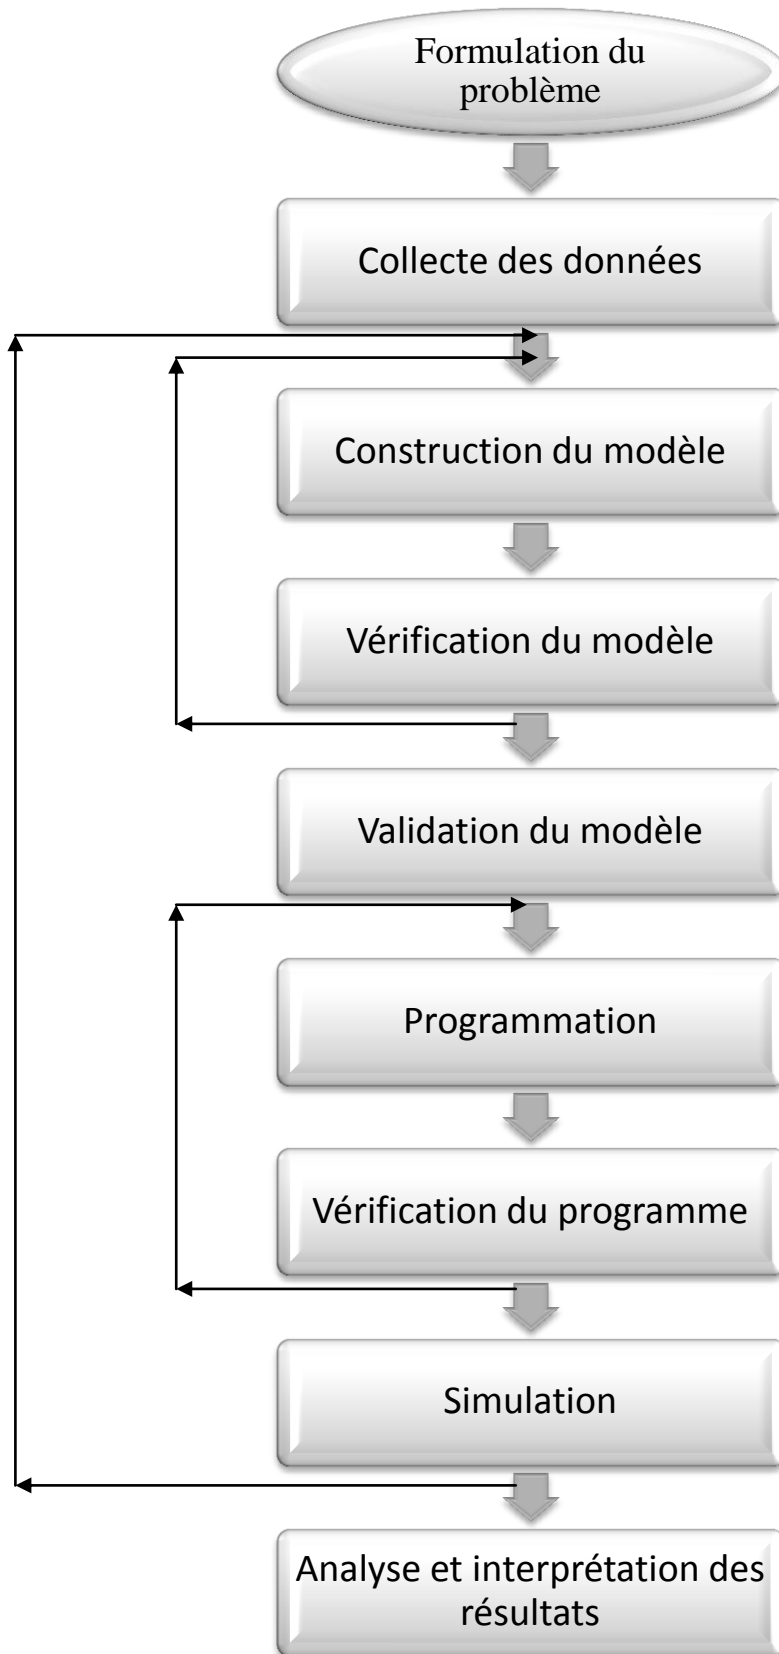 Formulation du
problème
Collecte des données
Construction du modèle
Vérification du modèle
Validation du modèle
Programmation
Vérification du programme
Simulation
Analyse et interprétation des
résultats